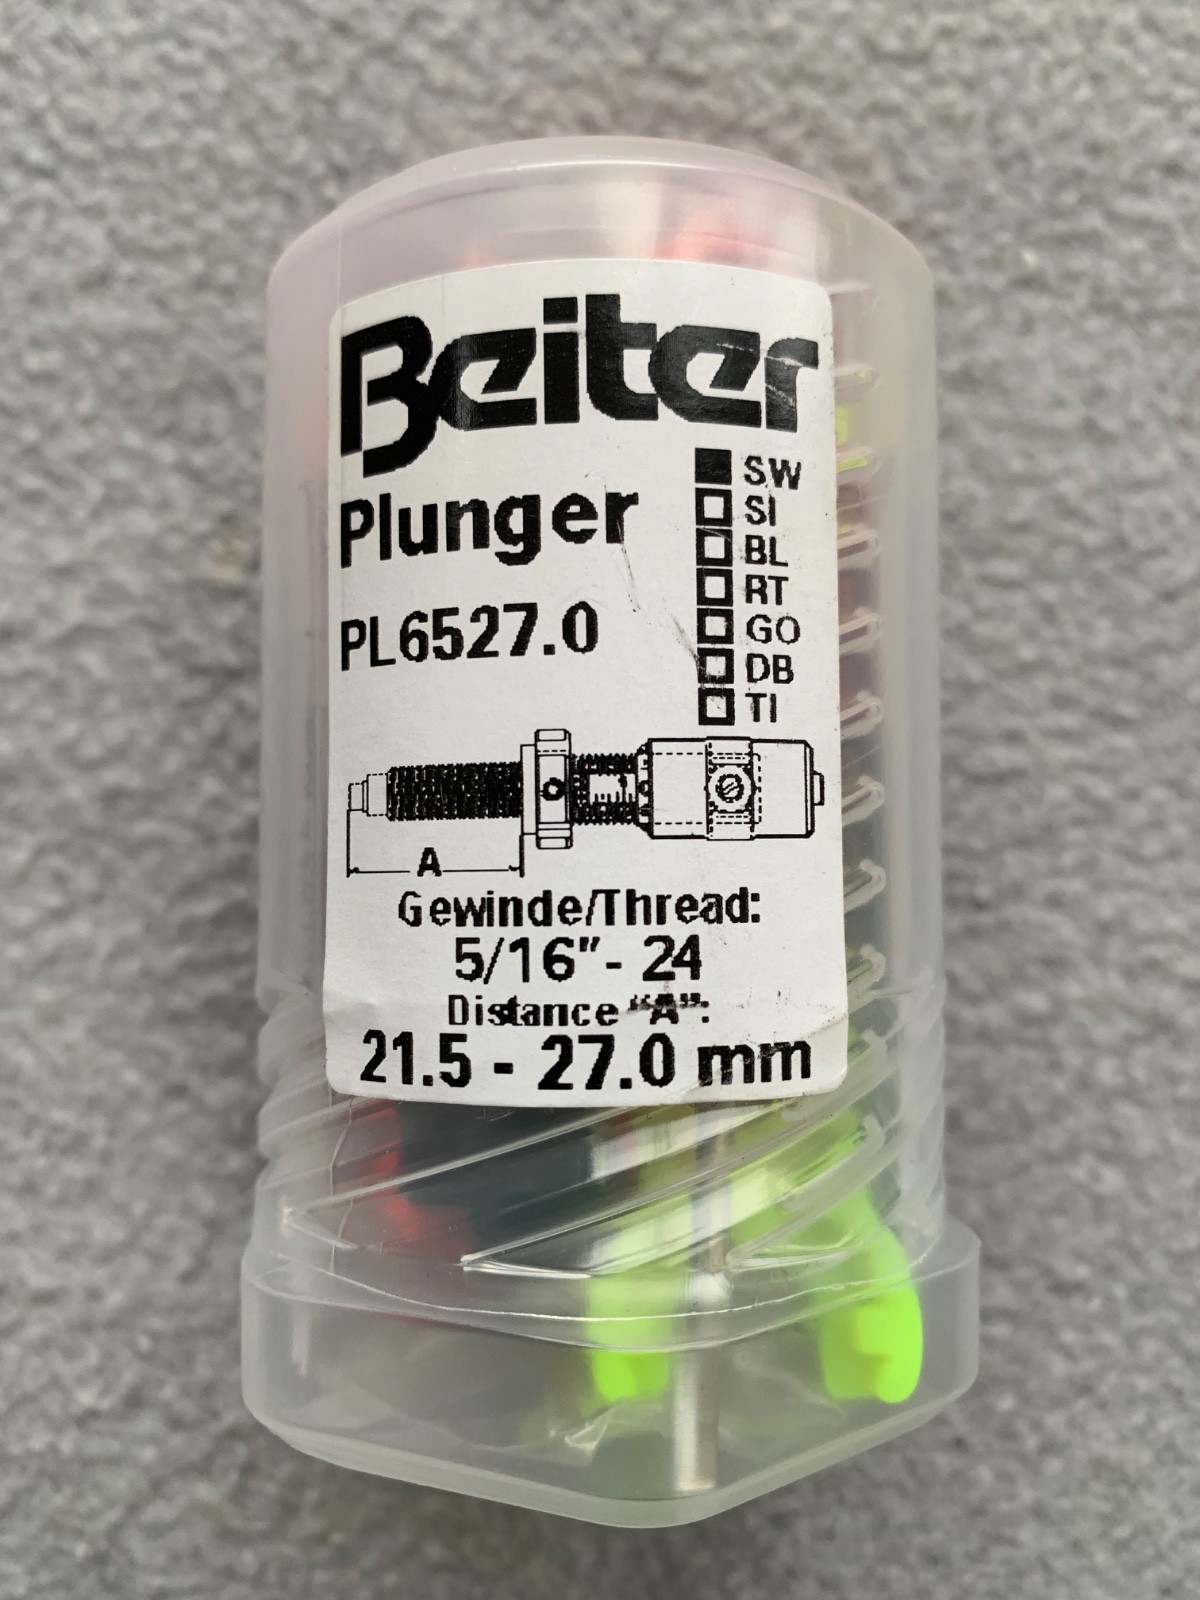 Beiter
SW
SI
Plunger
BL
RT
PL6527.0
GO
DB
TI
A
Gewinde/Thread:
5/16"- 24
Distance "A":
21.5 - 27.0 mm